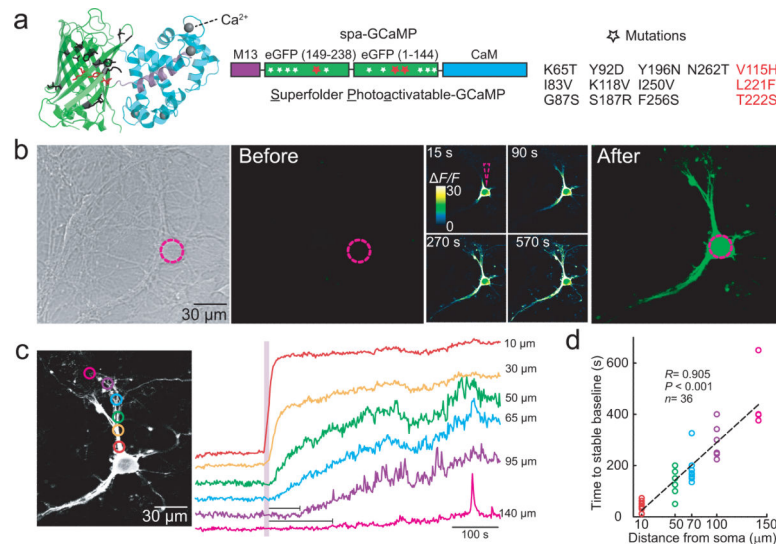 a
Ca²⁺
spa-GCaMP
M13 eGFP (149-238) eGFP (1-144) CaM
Superfolder Photoactivatable-GCaMP
Mutations
K65T Y92D Y196N N262T V115H
I83V K118V I250V L221F
G87S S187R F256S T222S
b
Before
After
15 s
90 s
ΔF/F
30
0
270 s
570 s
30 µm
c
30 µm
10 µm
30 µm
50 µm
65 µm
95 µm
140 µm
100 s
d
R= 0.905
P < 0.001
n= 36
Time to stable baseline (s)
600
400
200
0
10 50 70 100 150 (µm)
Distance from soma